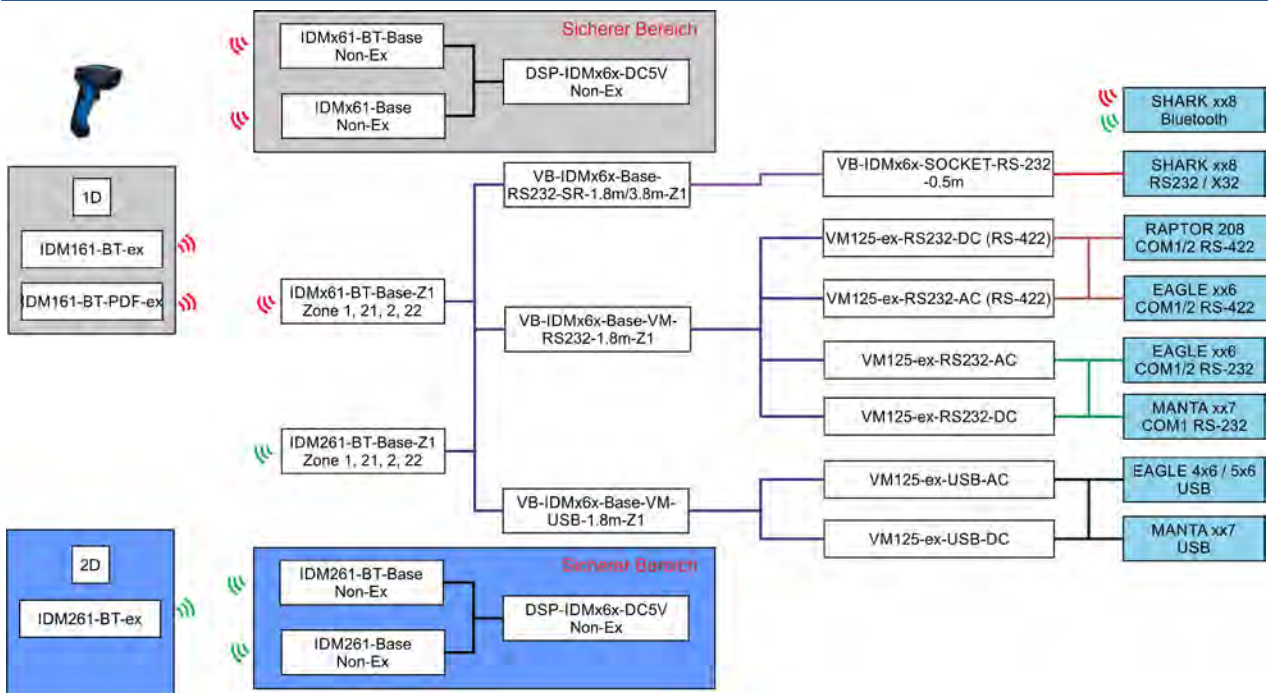 Sicherer Bereich
IDMx61-BT-Base
Non-Ex
IDMx61-Base
Non-Ex
DSP-IDMx6x-DC5V
Non-Ex
SHARK xx8
Bluetooth
1D
IDM161-BT-ex
IDM161-BT-PDF-ex
IDMx61-BT-Base-Z1
Zone 1, 21, 2, 22
IDM261-BT-Base-Z1
Zone 1, 21, 2, 22
VB-IDMx6x-Base-
RS232-SR-1.8m/3.8m-Z1
VB-IDMx6x-Base-VM-
RS232-1.8m-Z1
VB-IDMx6x-Base-VM-
USB-1.8m-Z1
VB-IDMx6x-SOCKET-RS-232
-0.5m
VM125-ex-RS232-DC (RS-422)
VM125-ex-RS232-AC (RS-422)
VM125-ex-RS232-AC
VM125-ex-RS232-DC
VM125-ex-USB-AC
VM125-ex-USB-DC
SHARK xx8
RS232 / X32
RAPTOR 208
COM1/2 RS-422
EAGLE xx6
COM1/2 RS-422
EAGLE xx6
COM1/2 RS-232
MANTA xx7
COM1 RS-232
EAGLE 4x6 / 5x6
USB
MANTA xx7
USB
2D
IDM261-BT-ex
Sicherer Bereich
IDM261-BT-Base
Non-Ex
IDM261-Base
Non-Ex
DSP-IDMx6x-DC5V
Non-Ex